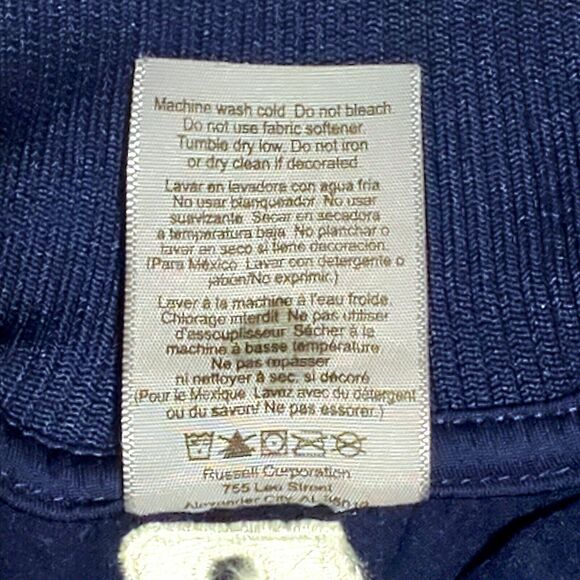 Machine wash cold. Do not bleach.
Do not use fabric softener.
Tumble dry low. Do not iron
or dry clean if decorated
Lavar en lavadora con agua fria
No usar blanqueador. No usar
suavizante. Secar en secadora
a temperatura baja. No planchar o
lavar en seco si tiene decoración.
(Para México. Lavar con detergente o
jabón/No exprimir.)
Laver à la machine à l'eau froide.
Chlorage interdit. Ne pas utiliser
d'assouplisseur. Sécher à la
machine à basse température
Ne pas repasser
ni nettoyer à sec. si décoré
(Pour le Mexique. Lavez avec du détergent
ou du savon/ Ne pas essorer.)
Russell Corporation
755 Lee Street
Alexander City, AL